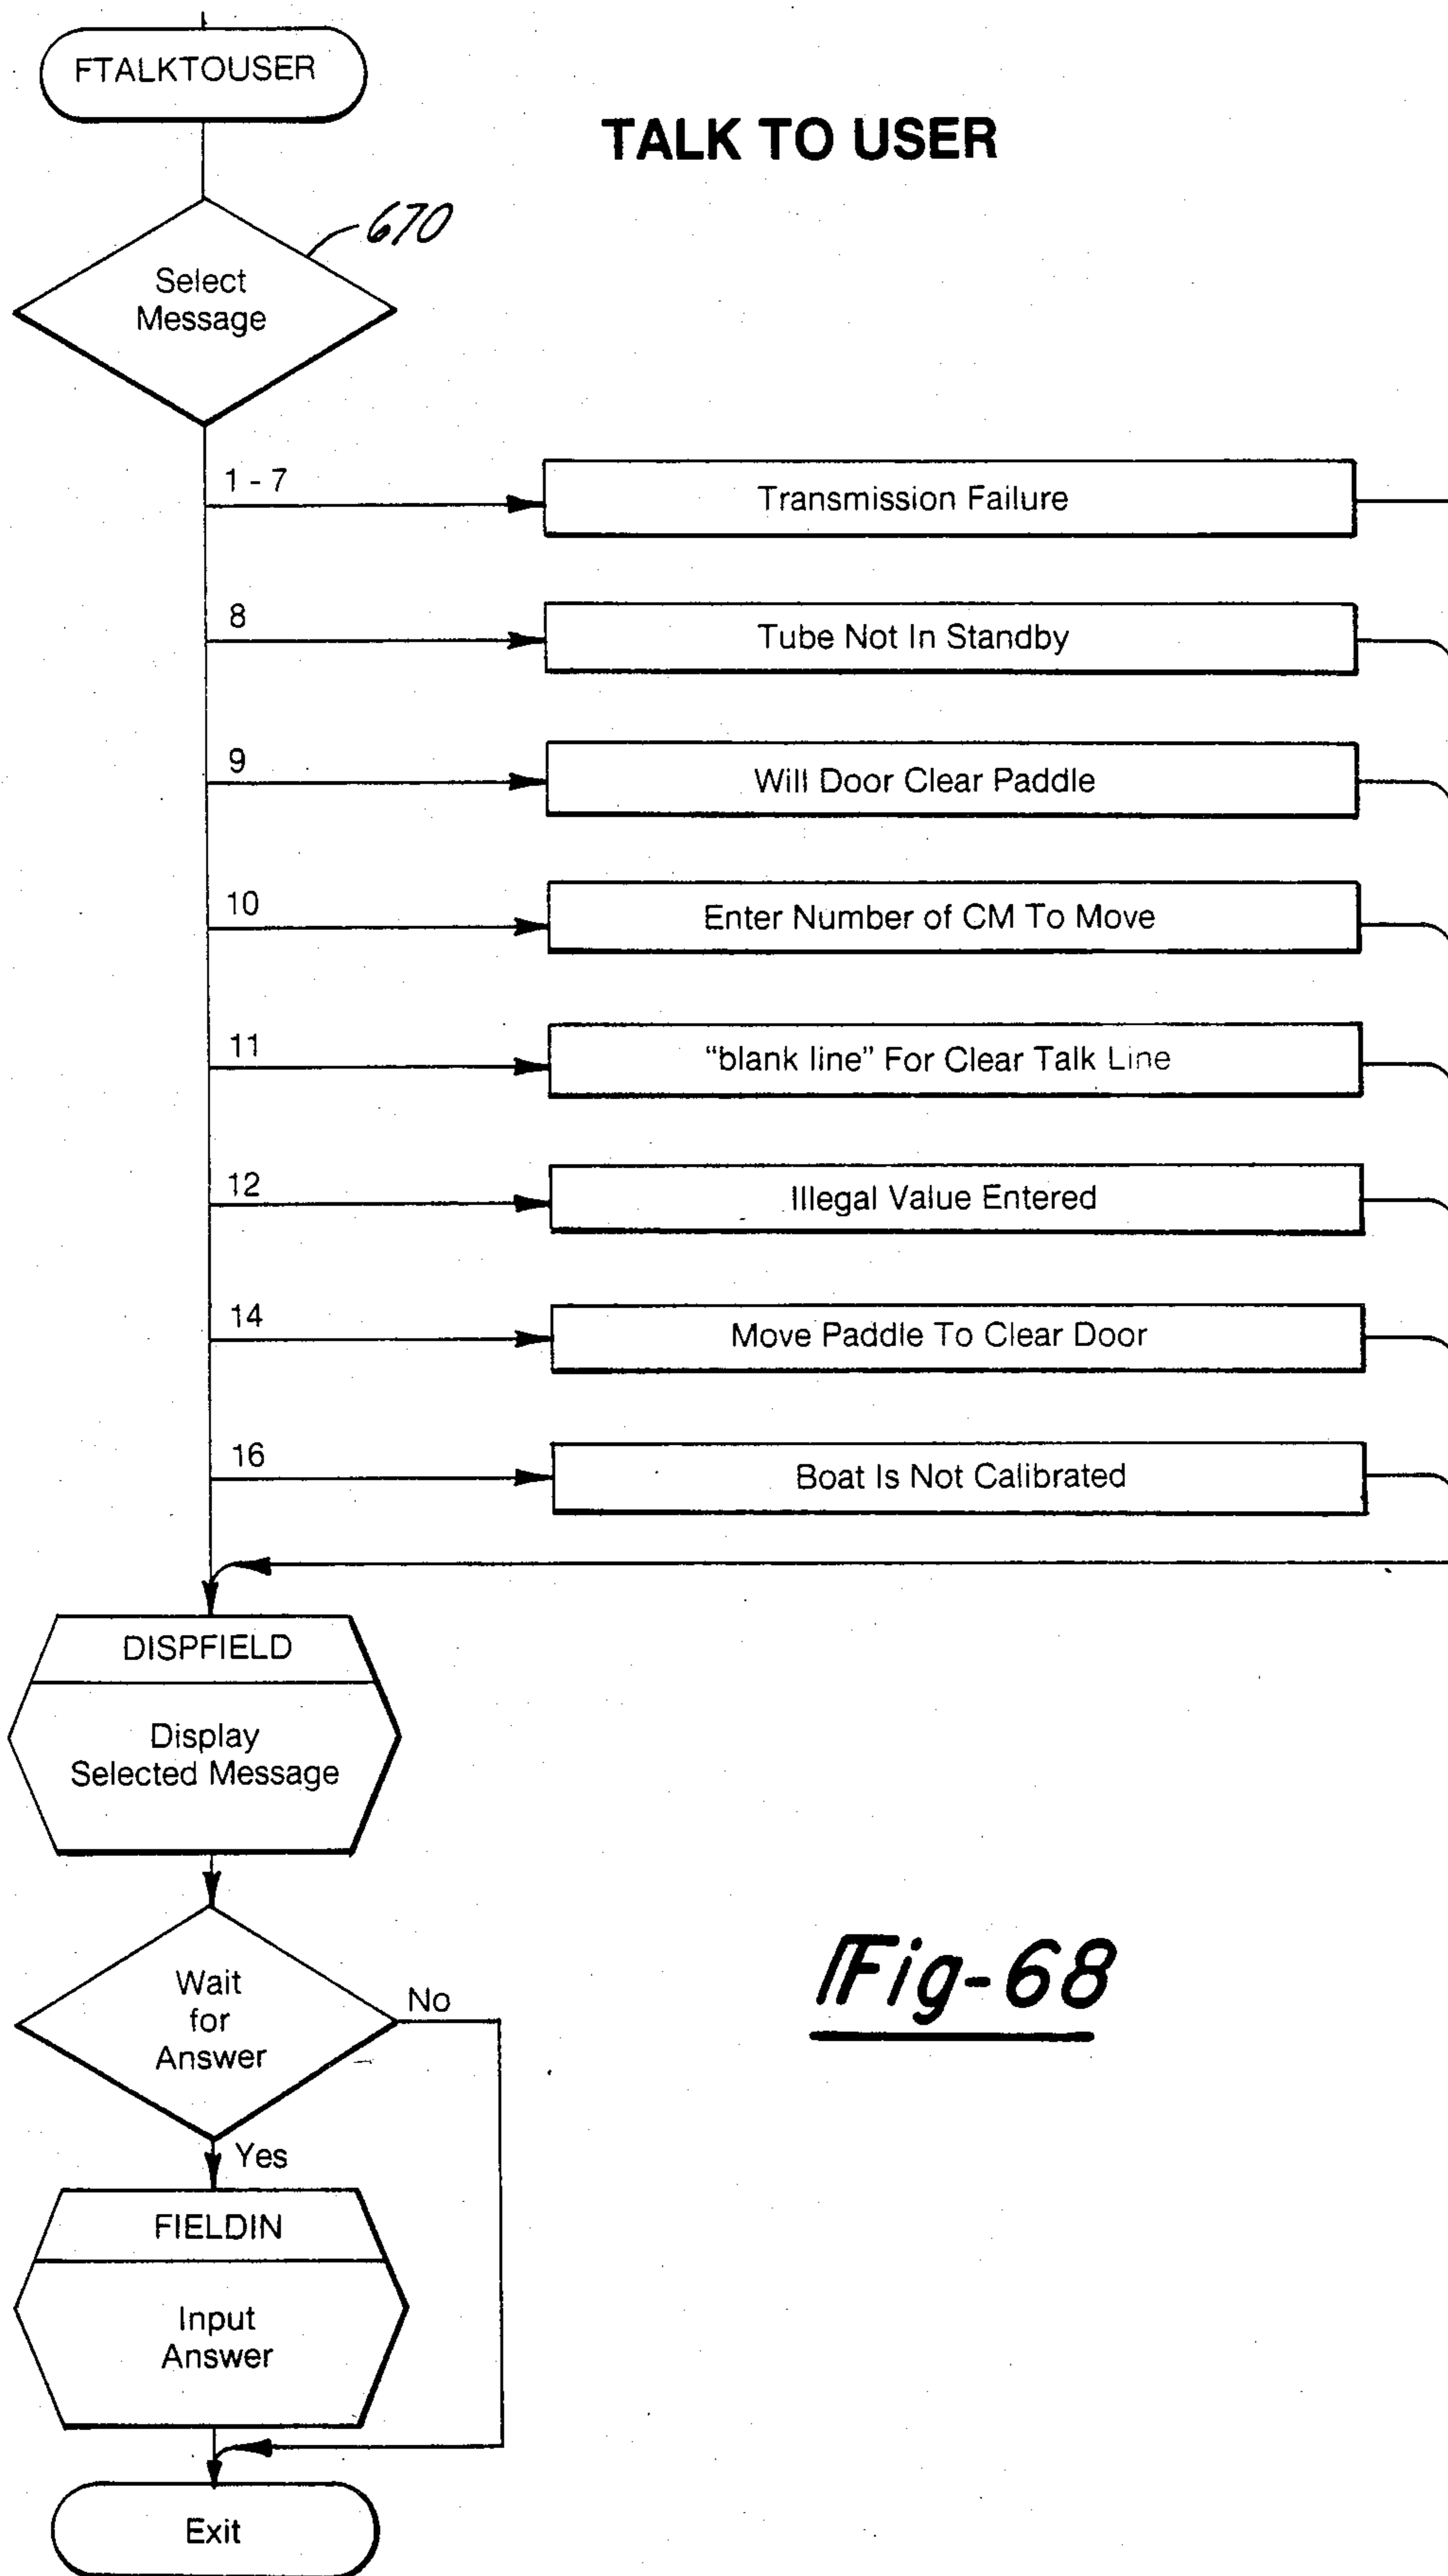 FTALKTOUSER
TALK TO USER
670
Select
Message
1 - 7
Transmission Failure
8
Tube Not In Standby
9
Will Door Clear Paddle
10
Enter Number of CM To Move
11
“blank line” For Clear Talk Line
12
Illegal Value Entered
14
Move Paddle To Clear Door
16
Boat Is Not Calibrated
DISPFIELD
Display
Selected Message
Wait
for
Answer
No
Yes
FIELDIN
Input
Answer
Exit
Fig-68